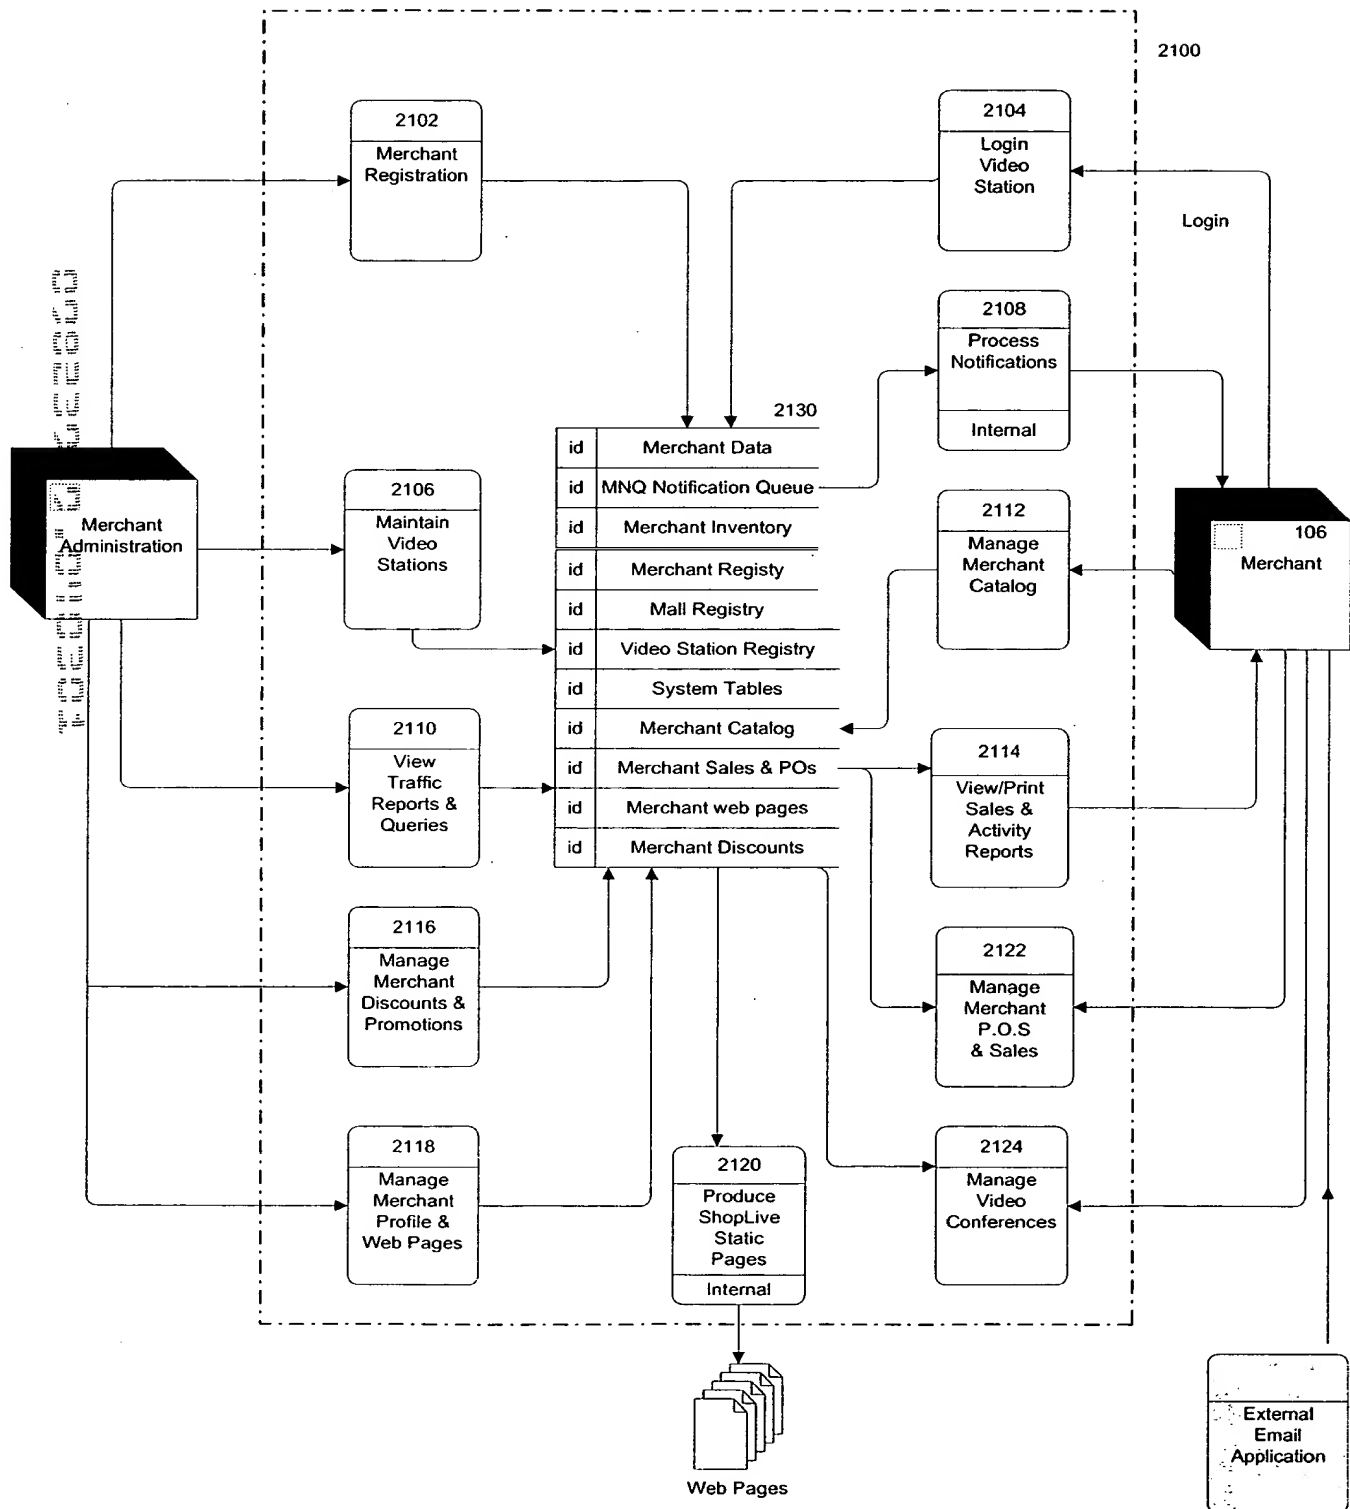 2100
2102
Merchant
Registration
2104
Login
Video
Station
Login
2108
Process
Notifications
Internal
2130
id Merchant Data
id MNQ Notification Queue
id Merchant Inventory
id Merchant Registy
id Mall Registry
id Video Station Registry
id System Tables
id Merchant Catalog
id Merchant Sales & POs
id Merchant web pages
id Merchant Discounts
Merchant
Administration
2106
Maintain
Video
Stations
2112
Manage
Merchant
Catalog
106
Merchant
2110
View
Traffic
Reports &
Queries
2114
View/Print
Sales &
Activity
Reports
2116
Manage
Merchant
Discounts &
Promotions
2122
Manage
Merchant
P.O.S
& Sales
2118
Manage
Merchant
Profile &
Web Pages
2120
Produce
ShopLive
Static
Pages
Internal
2124
Manage
Video
Conferences
Web Pages
External
Email
Application